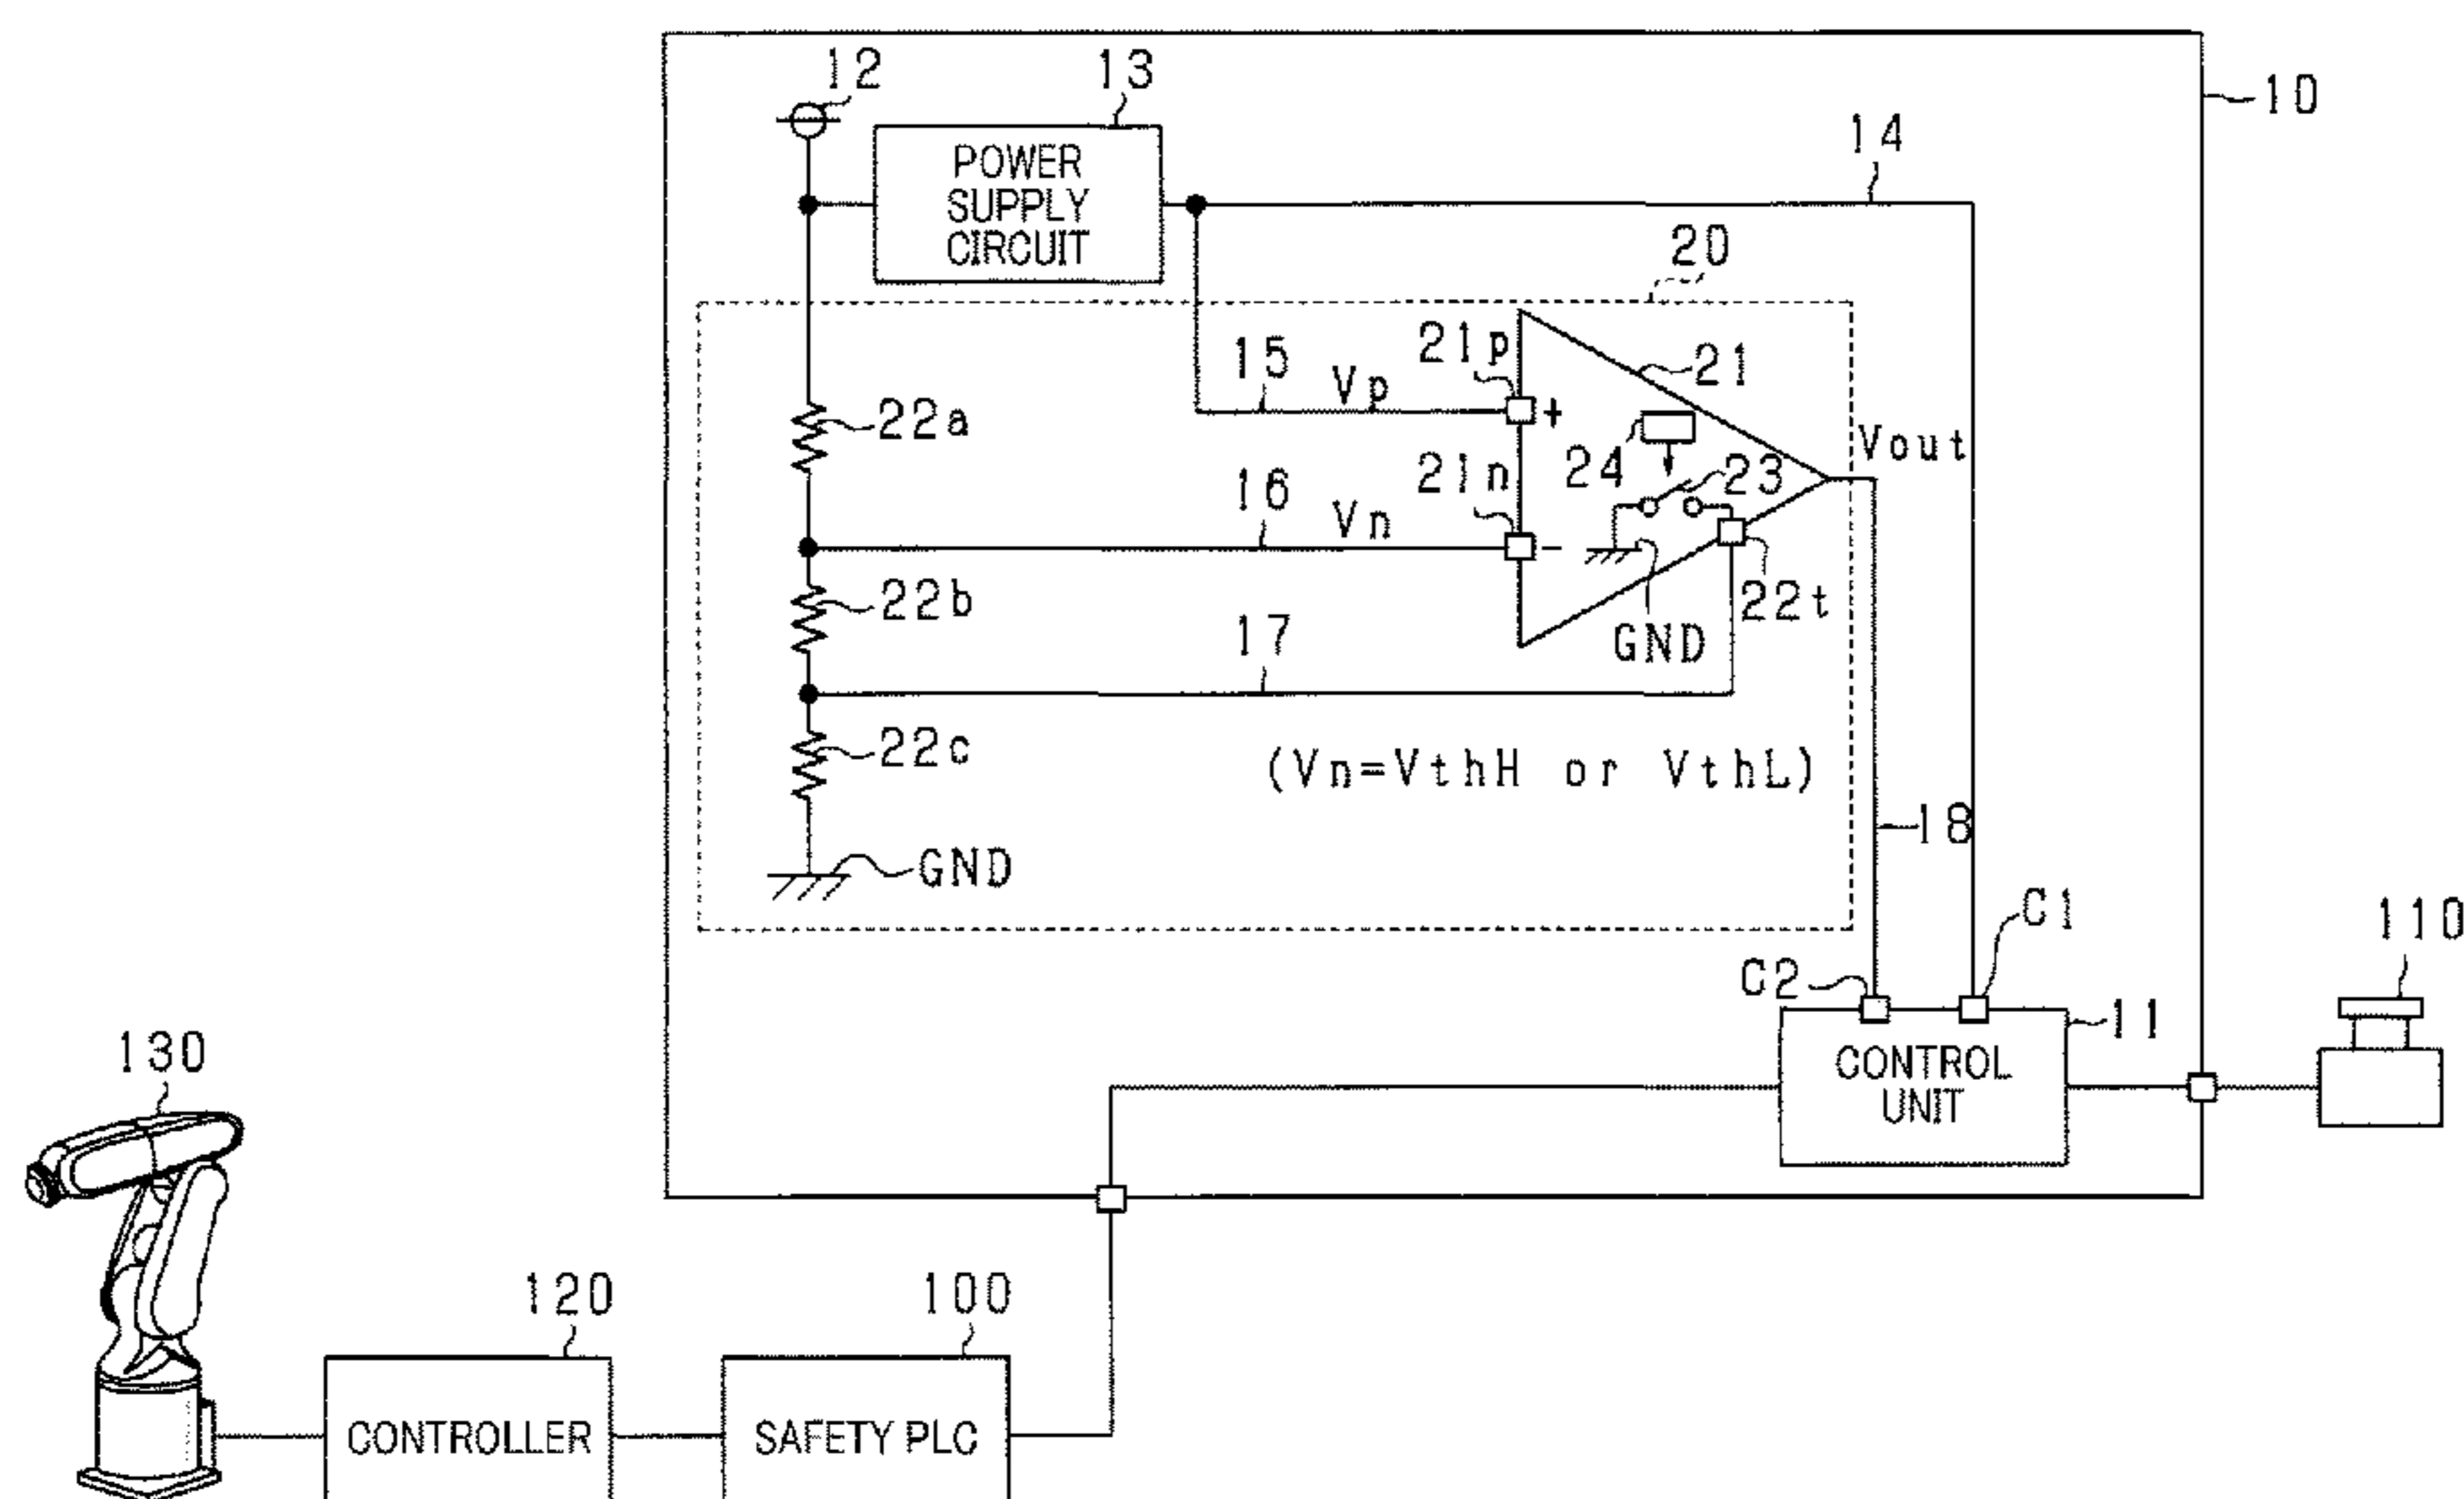 12
13
10
14
POWER
SUPPLY
CIRCUIT
20
21p
15
Vp
21
+
22a
24
Vout
21n
23
16
Vn
-
22b
22t
17
GND
22c
(Vn=VthH or VthL)
18
GND
C1
110
C2
11
130
CONTROL
UNIT
120
100
CONTROLLER
SAFETY PLC